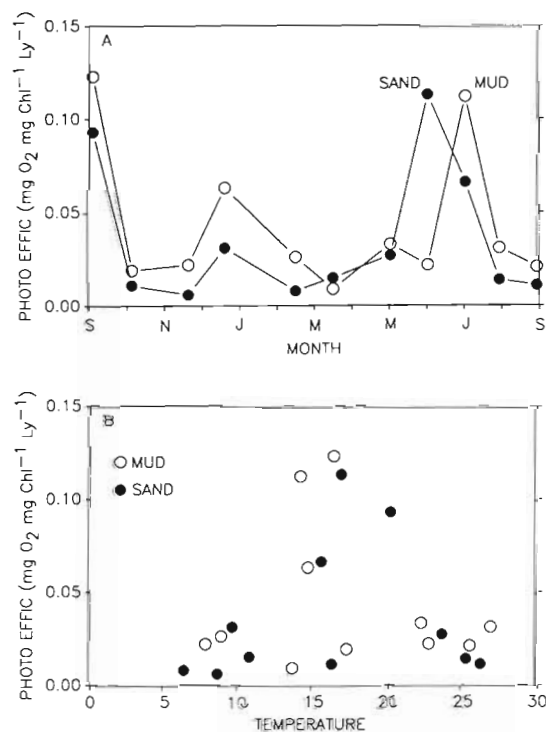 A
0.15
0.10
0.05
0.00
PHOTO EFFIC (mg O₂ mg Chl⁻¹ Ly⁻¹)
SAND
MUD
S N J M M J S
MONTH
B
0.15
0.10
0.05
0.00
PHOTO EFFIC (mg O₂ mg Chl⁻¹ Ly⁻¹)
MUD
SAND
0 5 10 15 20 25 30
TEMPERATURE